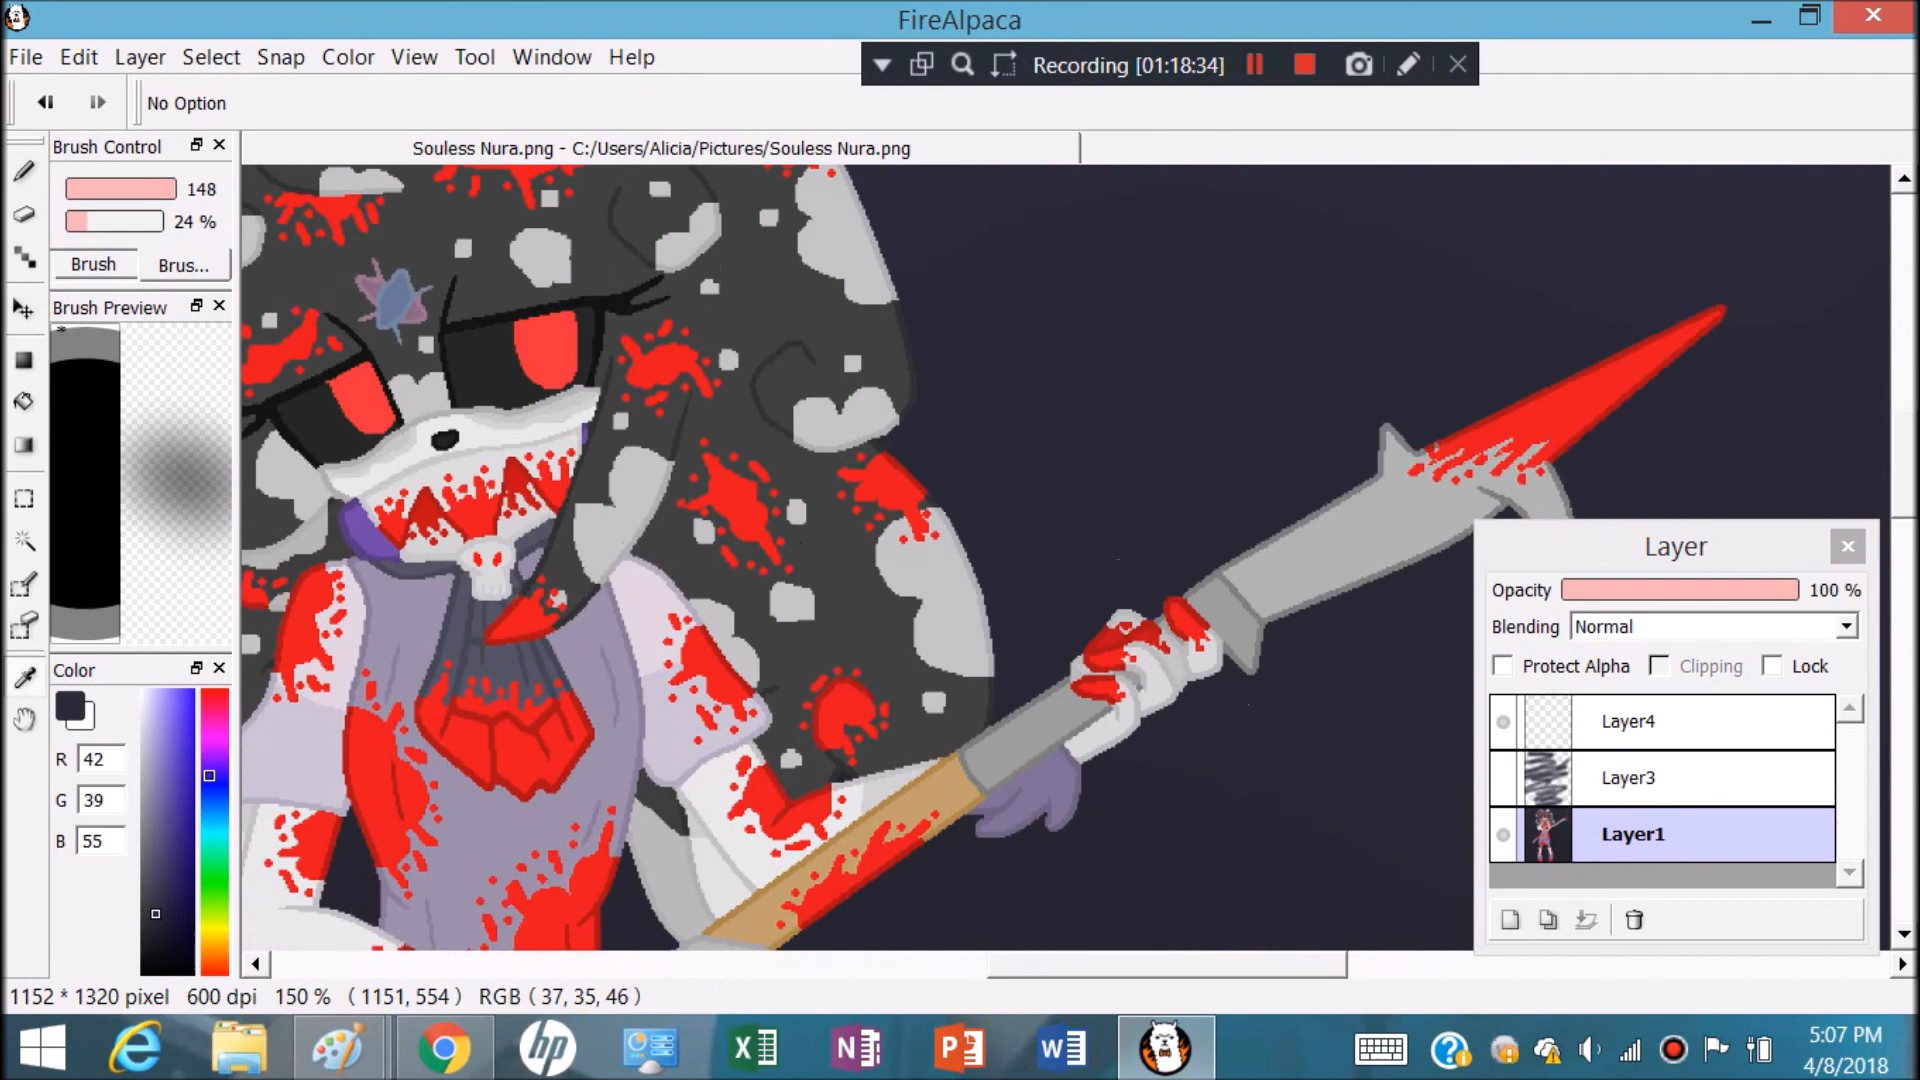 FireAlpaca
File Edit Layer Select Snap Color View Tool Window Help
Recording [01:18:34]
No Option
Brush Control
Souless Nura.png - C:/Users/Alicia/Pictures/Souless Nura.png
148
24 %
Brush Brus...
Brush Preview
*
Color
R 42
G 39
B 55
Layer
Opacity 100 %
Blending Normal
Protect Alpha Clipping Lock
Layer4
Layer3
Layer1
1152 * 1320 pixel 600 dpi 150 % ( 1151, 554 ) RGB ( 37, 35, 46 )
hp
X
N
P
W
5:07 PM
4/8/2018